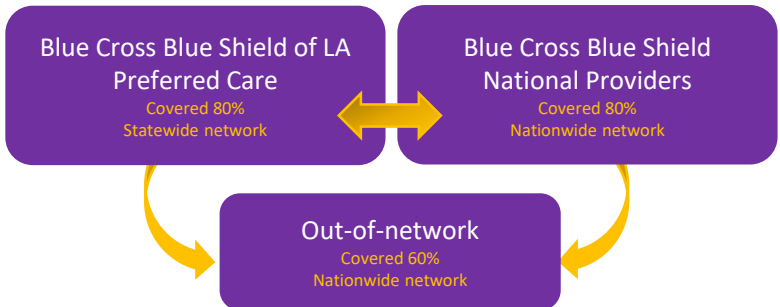 Blue Cross Blue Shield of LA
Preferred Care
Covered 80%
Statewide network
Blue Cross Blue Shield
National Providers
Covered 80%
Nationwide network
Out-of-network
Covered 60%
Nationwide network